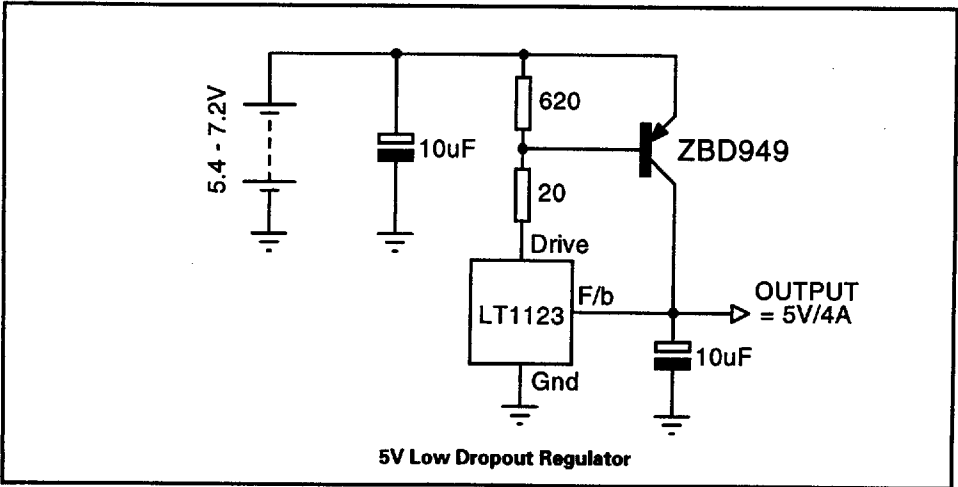 5.4 - 7.2V
10uF
620
20
ZBD949
Drive
LT1123
F/b
Gnd
OUTPUT
= 5V/4A
10uF
5V Low Dropout Regulator